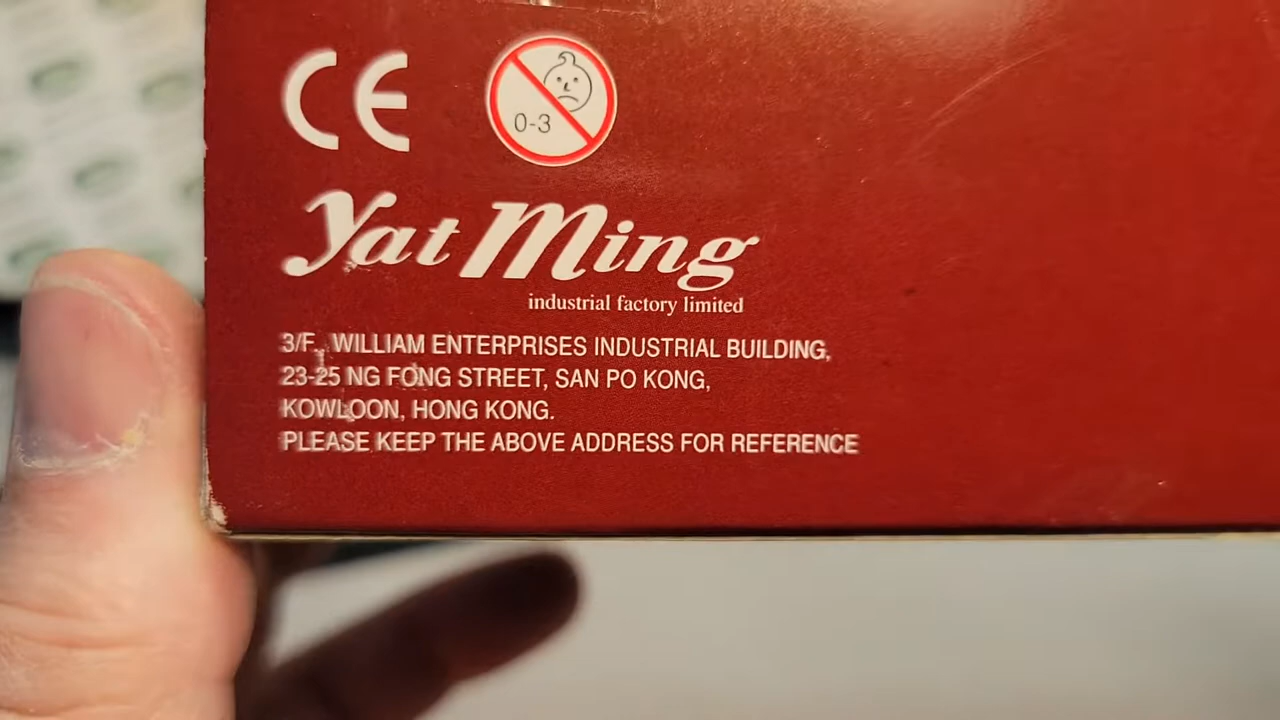 CE
0-3
Yat Ming
industrial factory limited
3/F., WILLIAM ENTERPRISES INDUSTRIAL BUILDING,
23-25 NG FONG STREET, SAN PO KONG,
KOWLOON, HONG KONG.
PLEASE KEEP THE ABOVE ADDRESS FOR REFERENCE